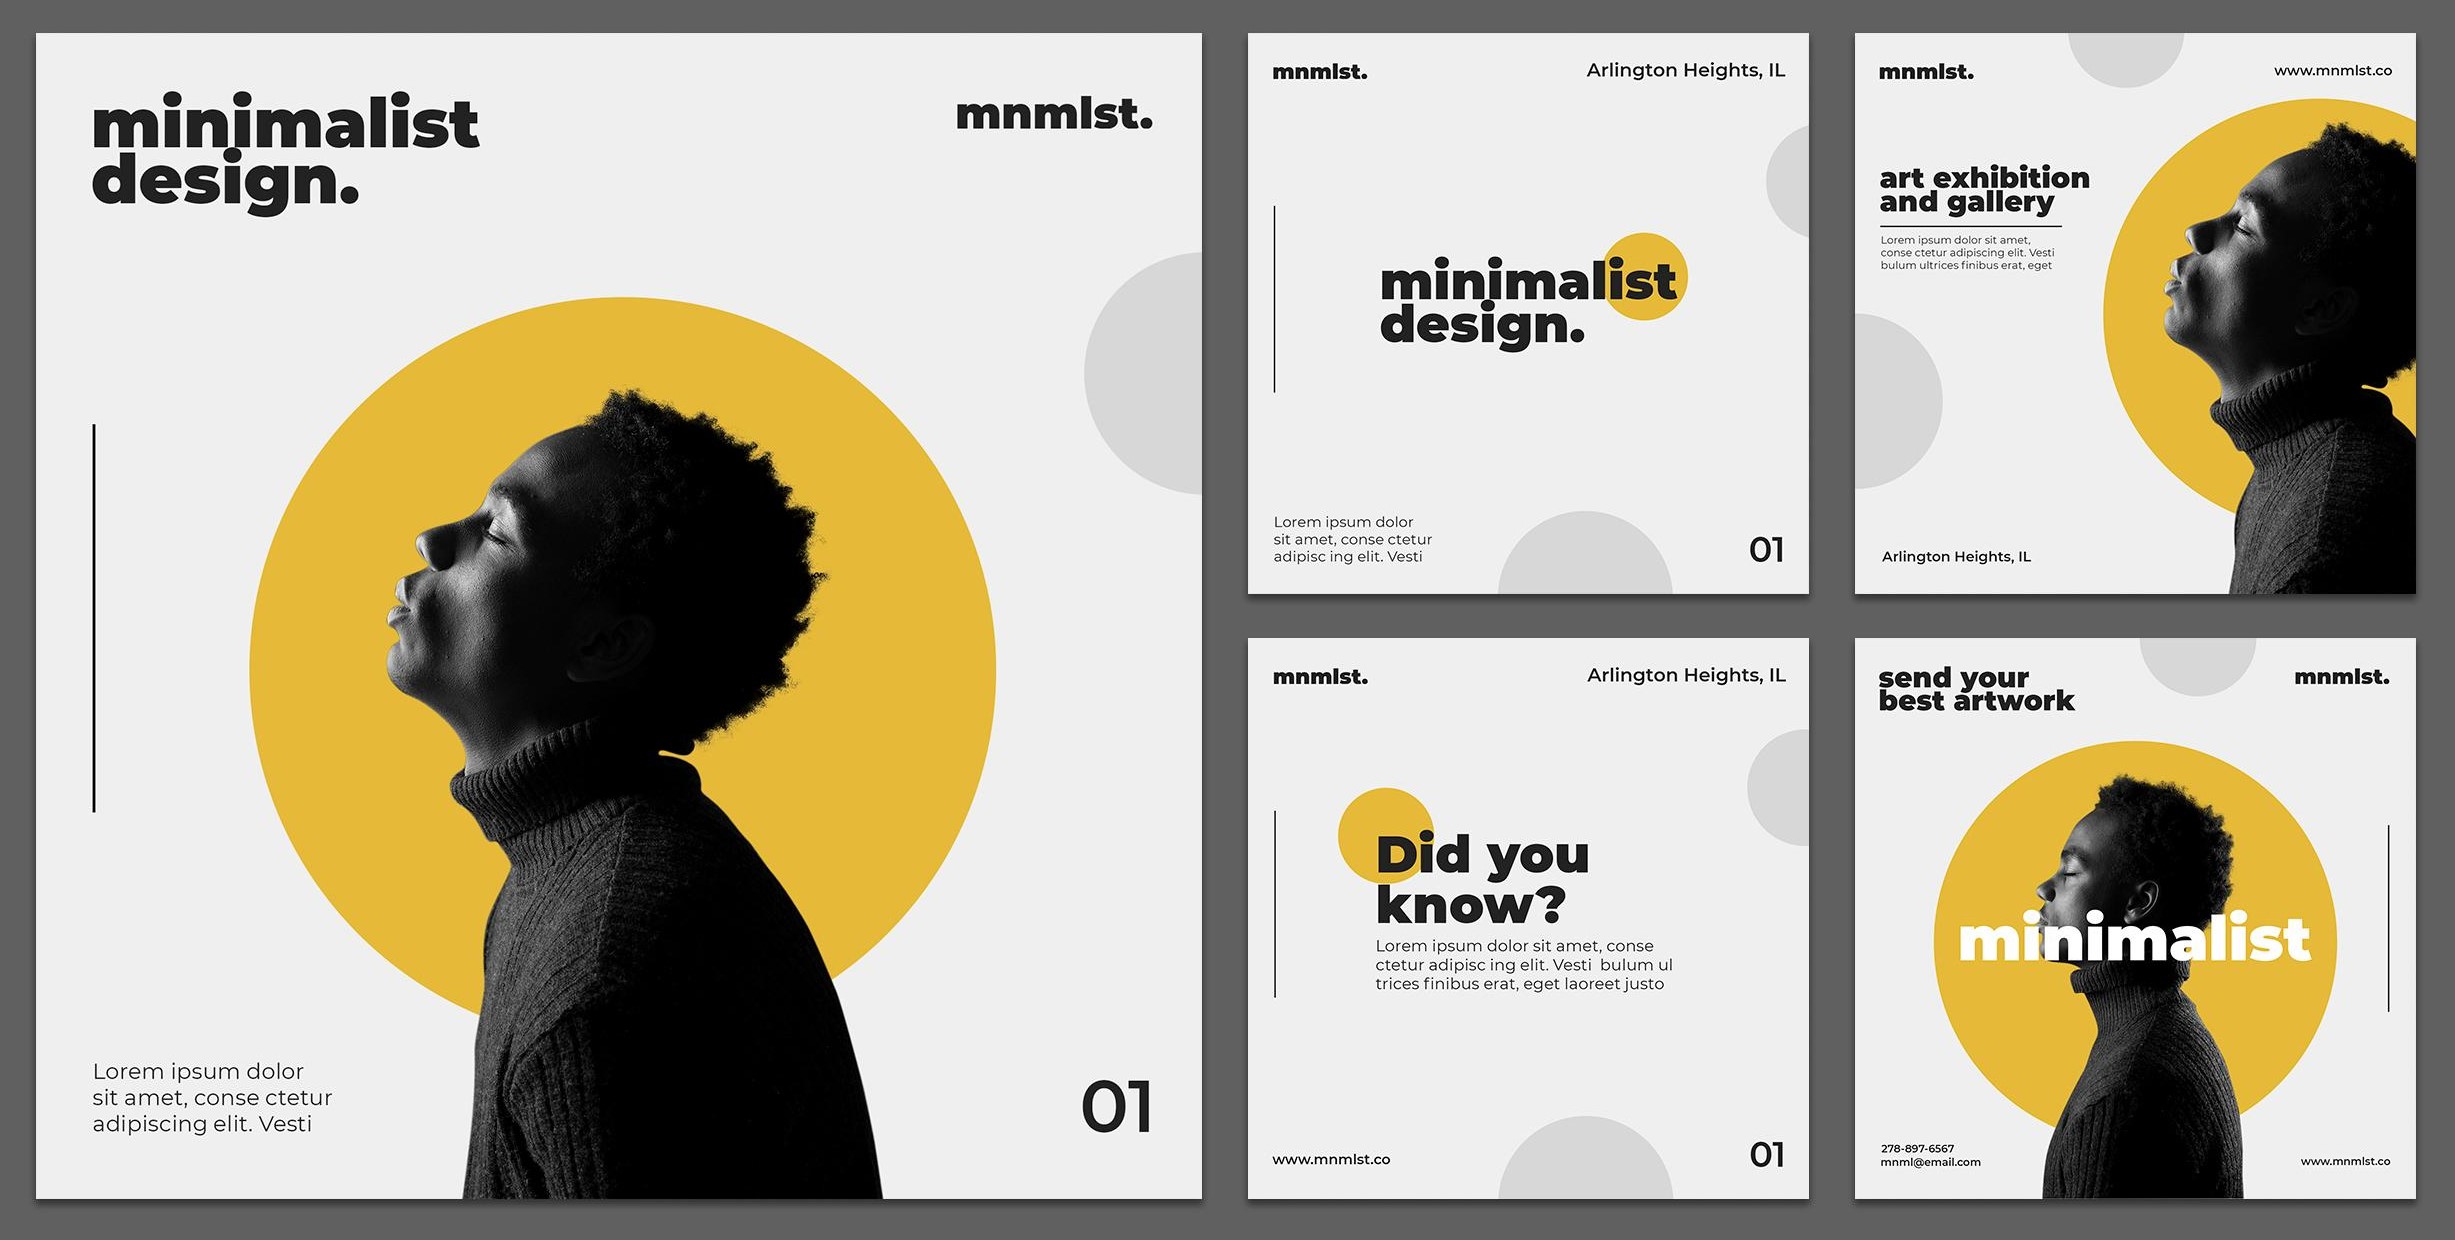 minimalist
design.
mnmlst.
Lorem ipsum dolor
sit amet, conse ctetur
adipiscing elit. Vesti
01
mnmlst.
Arlington Heights, IL
minimalist
design.
Lorem ipsum dolor
sit amet, conse ctetur
adipisc ing elit. Vesti
01
mnmlst.
www.mnmlst.co
art exhibition
and gallery
Lorem ipsum dolor sit amet,
conse ctetur adipiscing elit. Vesti
bulum ultrices finibus erat, eget
Arlington Heights, IL
mnmlst.
Arlington Heights, IL
Did you
know?
Lorem ipsum dolor sit amet, conse
ctetur adipisc ing elit. Vesti bulum ul
trices finibus erat, eget laoreet justo
www.mnmlst.co
01
send your
best artwork
mnmlst.
minimalist
278-897-6567
mnml@email.com
www.mnmlst.co